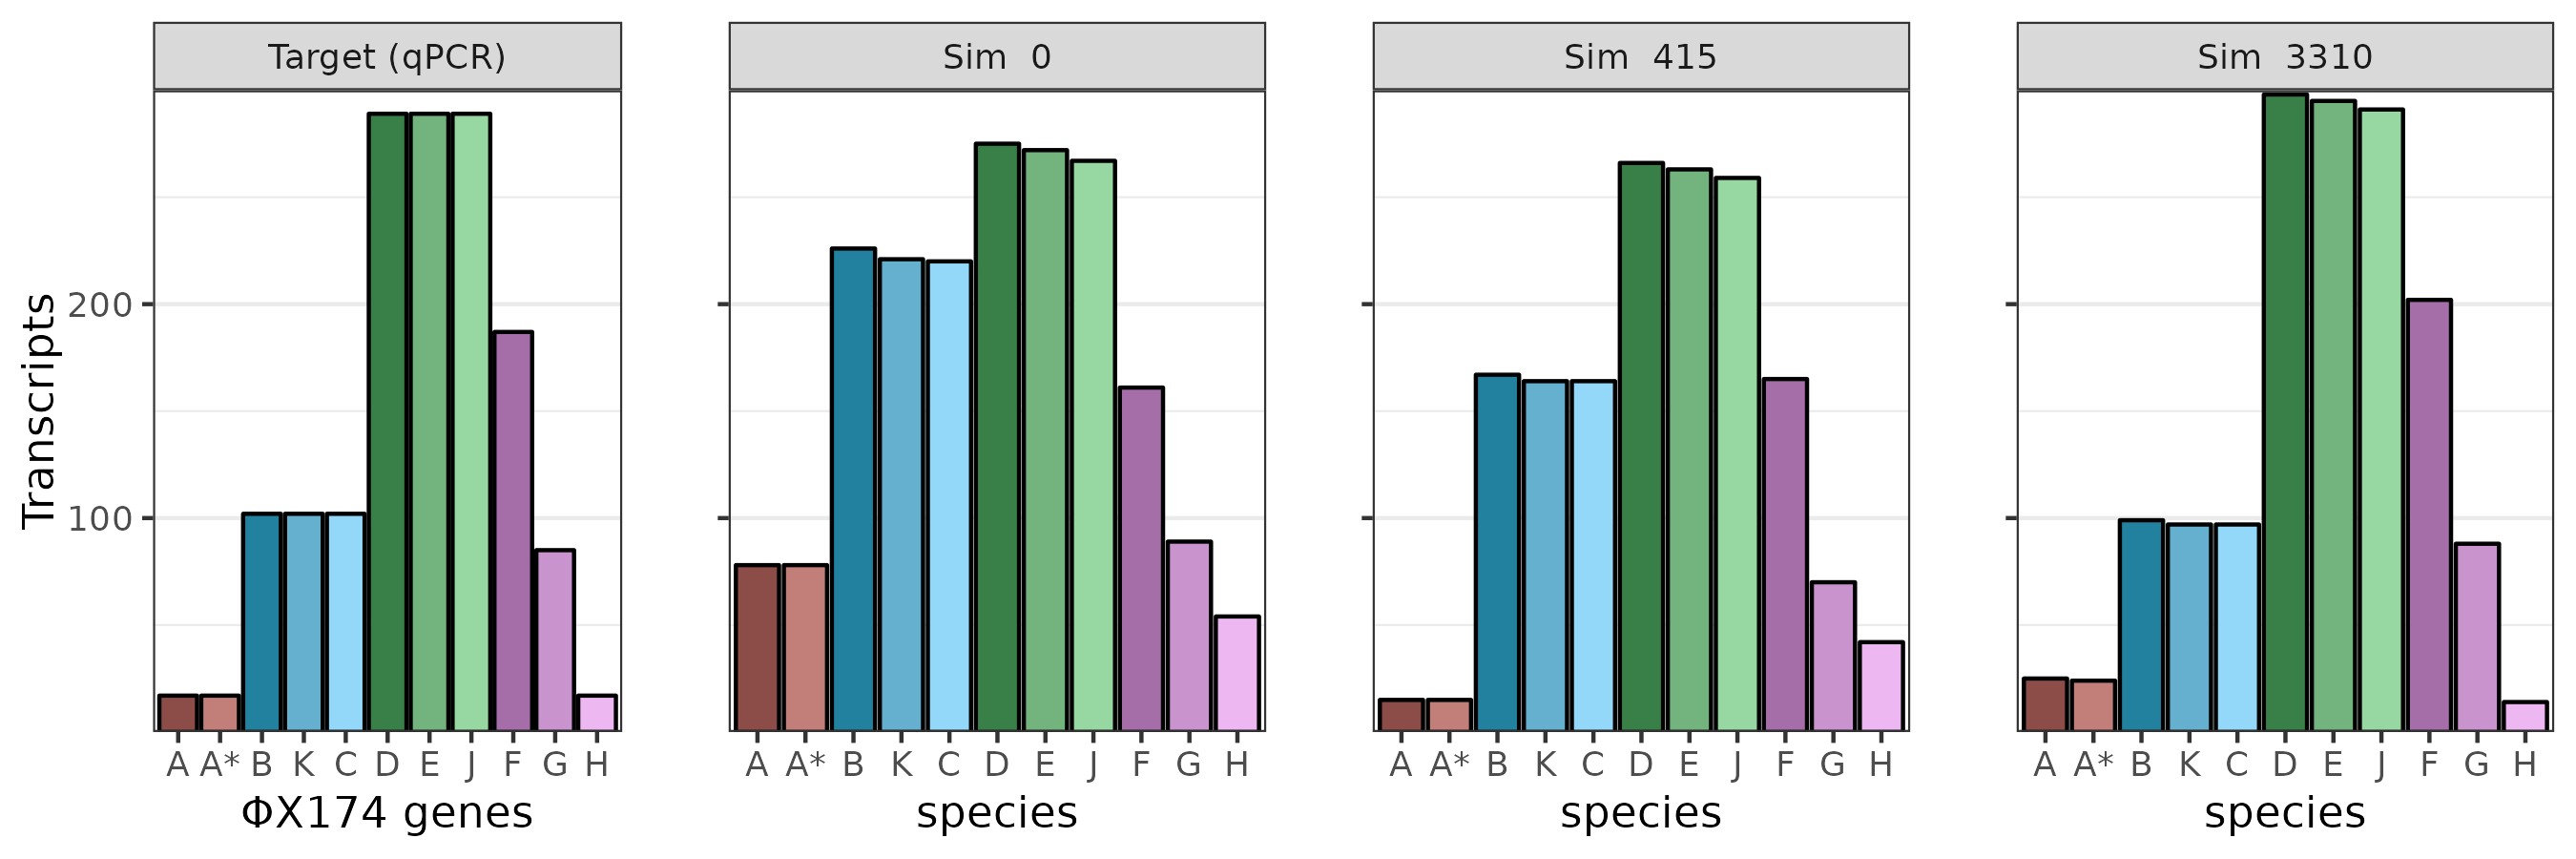 Target (qPCR) Sim 0 Sim 415 Sim 3310
Transcripts
200
100
A A* B K C D E J F G H A A* B K C D E J F G H A A* B K C D E J F G H A A* B K C D E J F G H
ΦX174 genes species species species